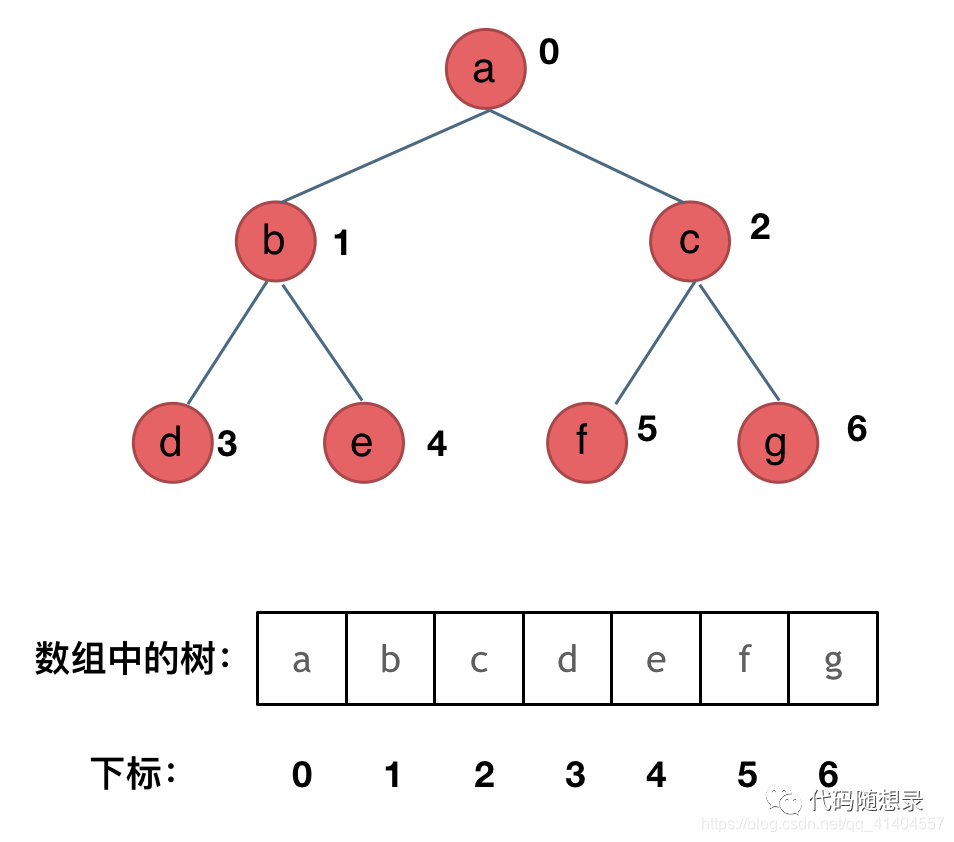 a 0
b 1 c 2
d 3 e 4 f 5 g 6
数组中的树： a b c d e f g
下标： 0 1 2 3 4 5 6
代码随想录
https://blog.csdn.net/qq_41404557